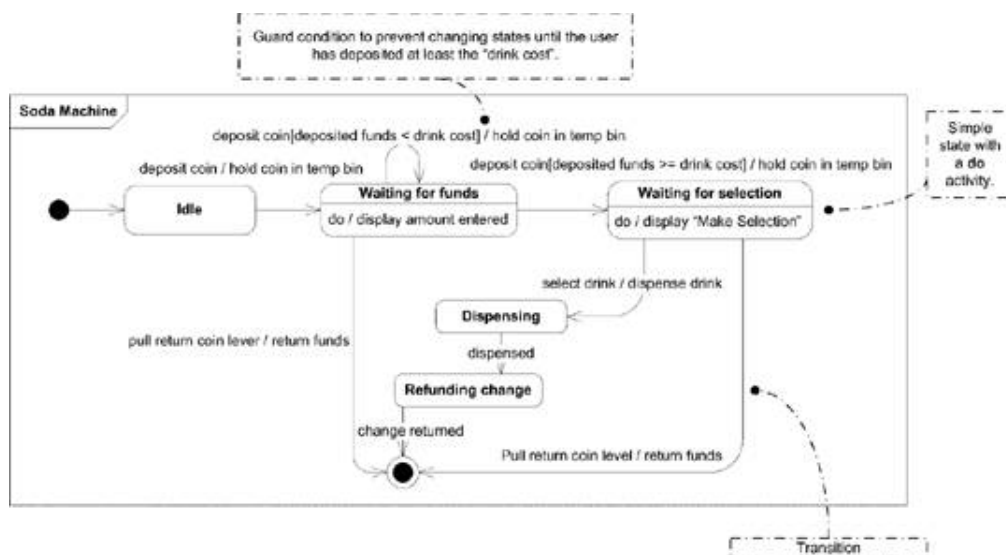 Guard condition to prevent changing states until the user
has deposited at least the "drink cost".
Soda Machine
deposit coin[deposited funds < drink cost] / hold coin in temp bin
deposit coin / hold coin in temp bin
deposit coin[deposited funds >= drink cost] / hold coin in temp bin
Simple
state with
a do
activity.
Idle
Waiting for funds
do / display amount entered
Waiting for selection
do / display "Make Selection"
select drink / dispense drink
Dispensing
pull return coin lever / return funds
dispensed
Refunding change
change returned
Pull return coin level / return funds
Transition